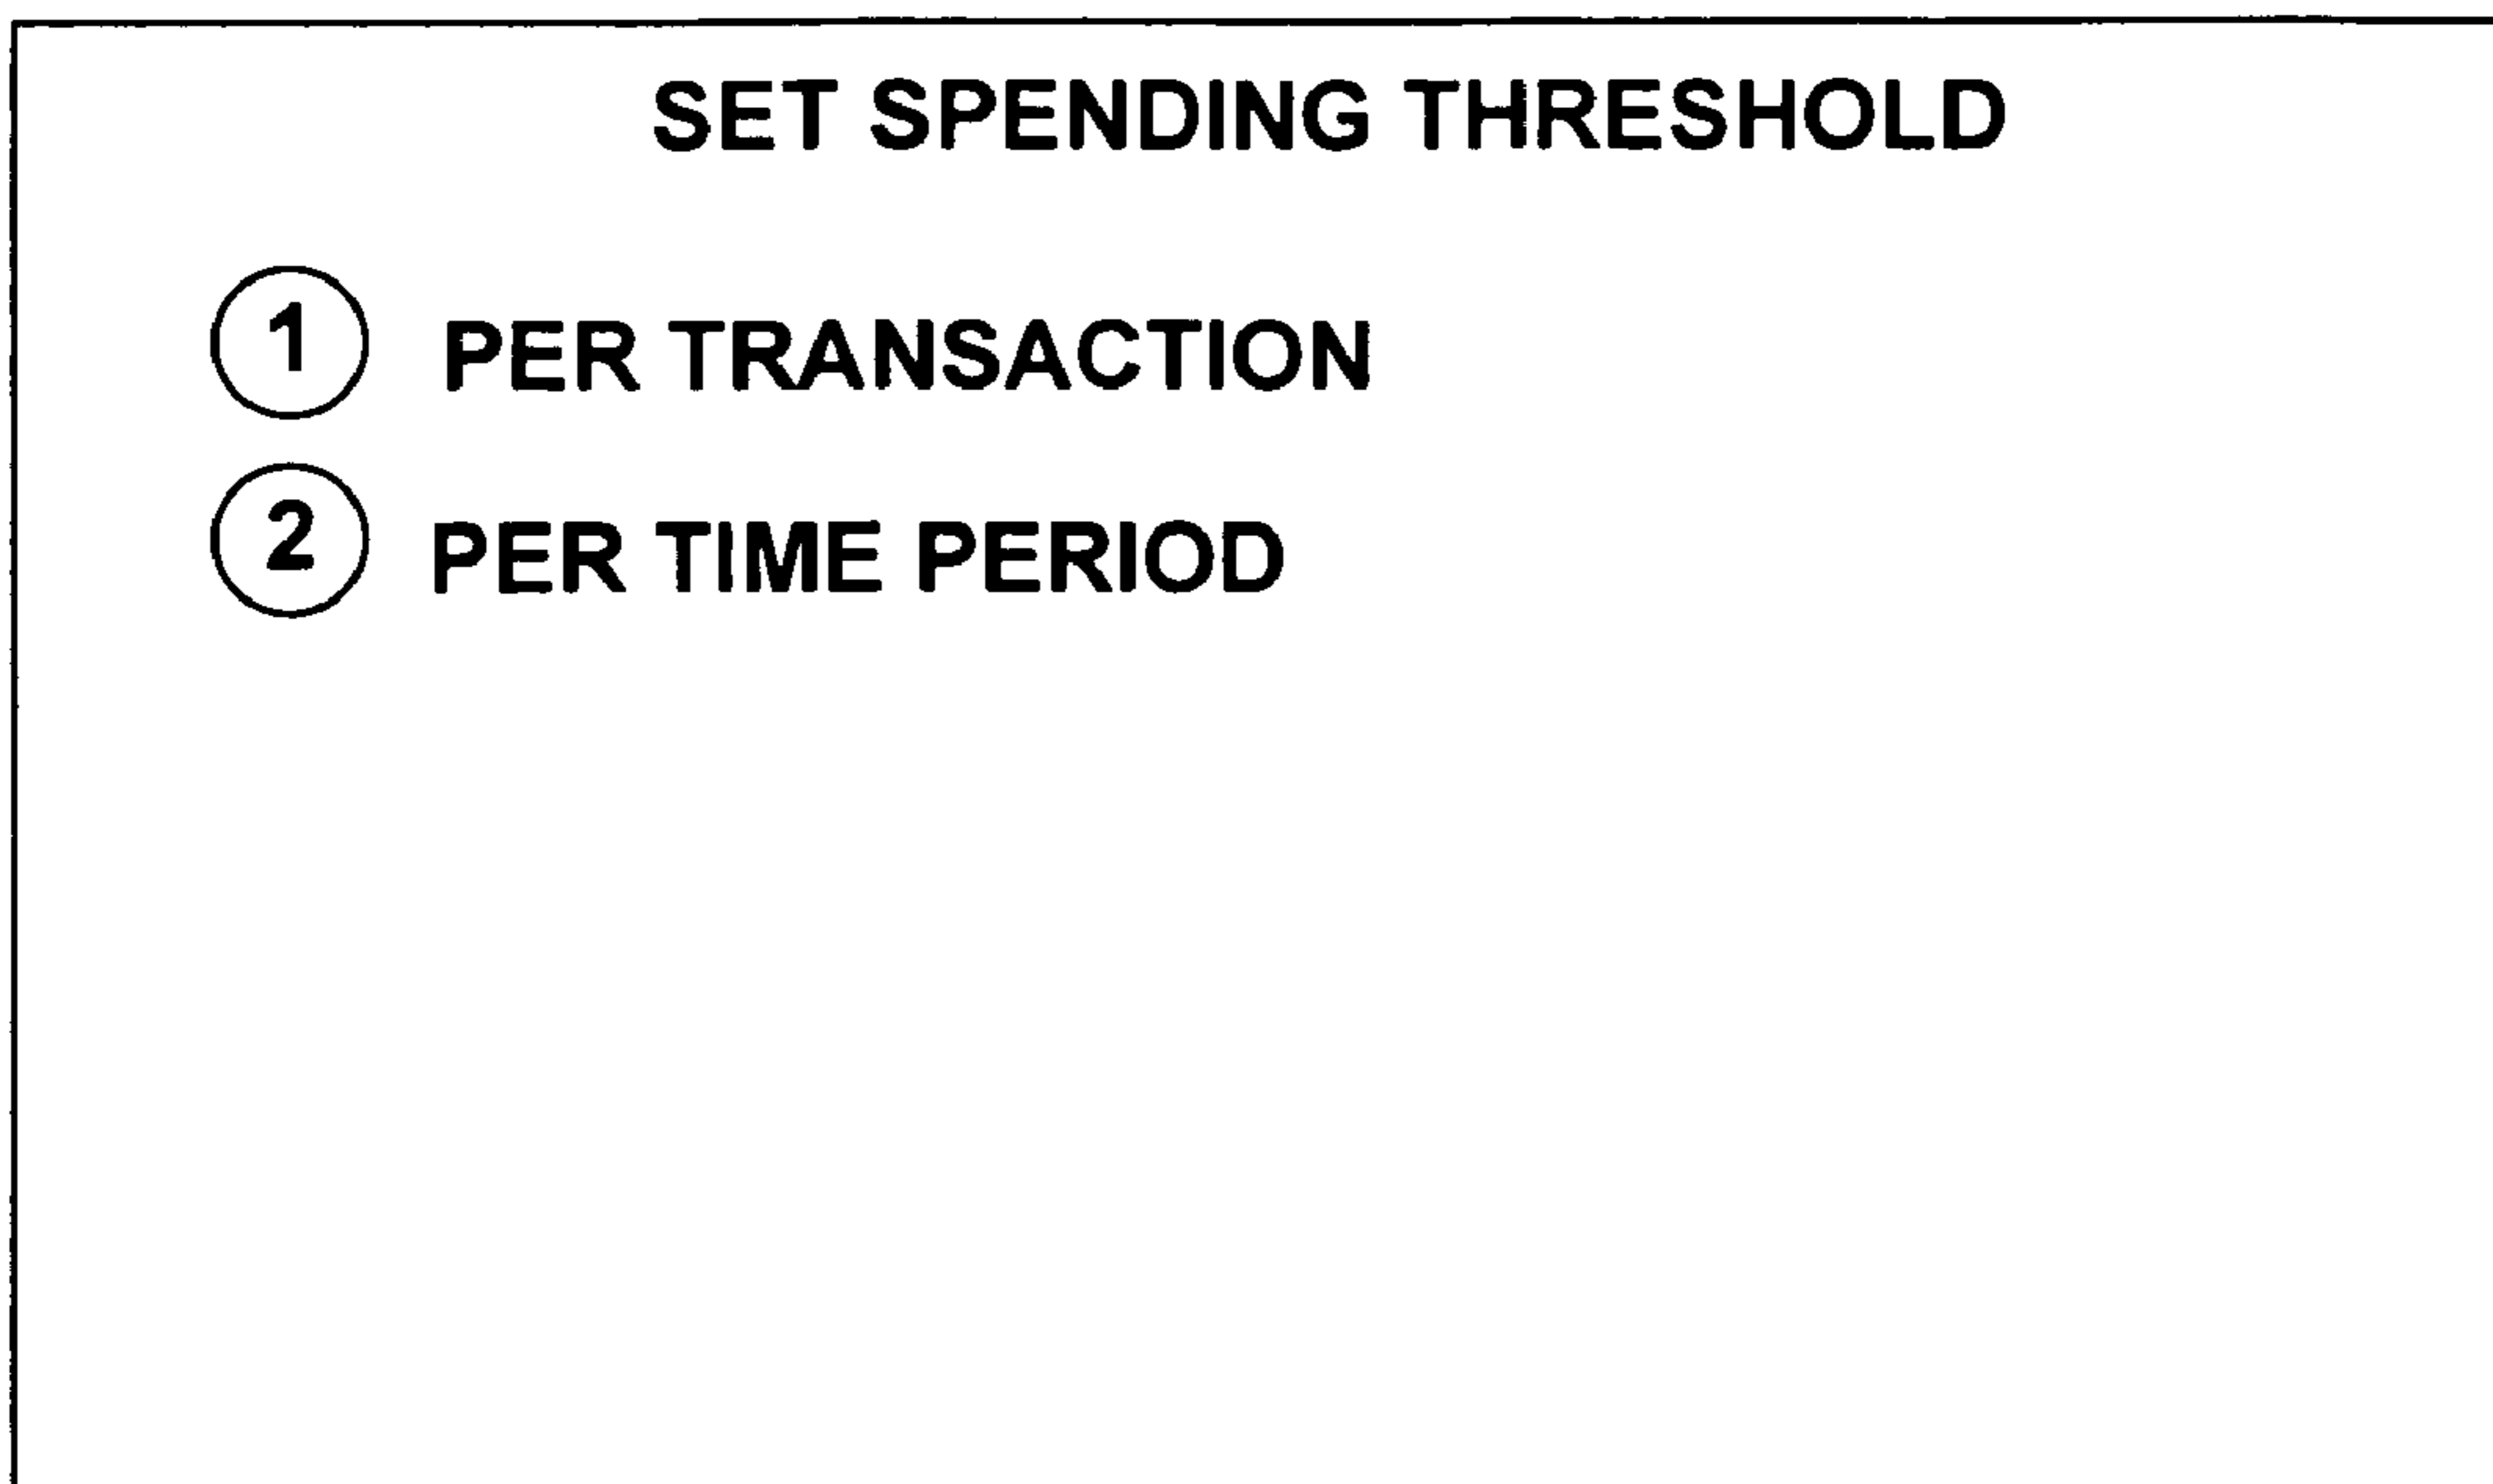 SET SPENDING THRESHOLD
1 PER TRANSACTION
2 PER TIME PERIOD